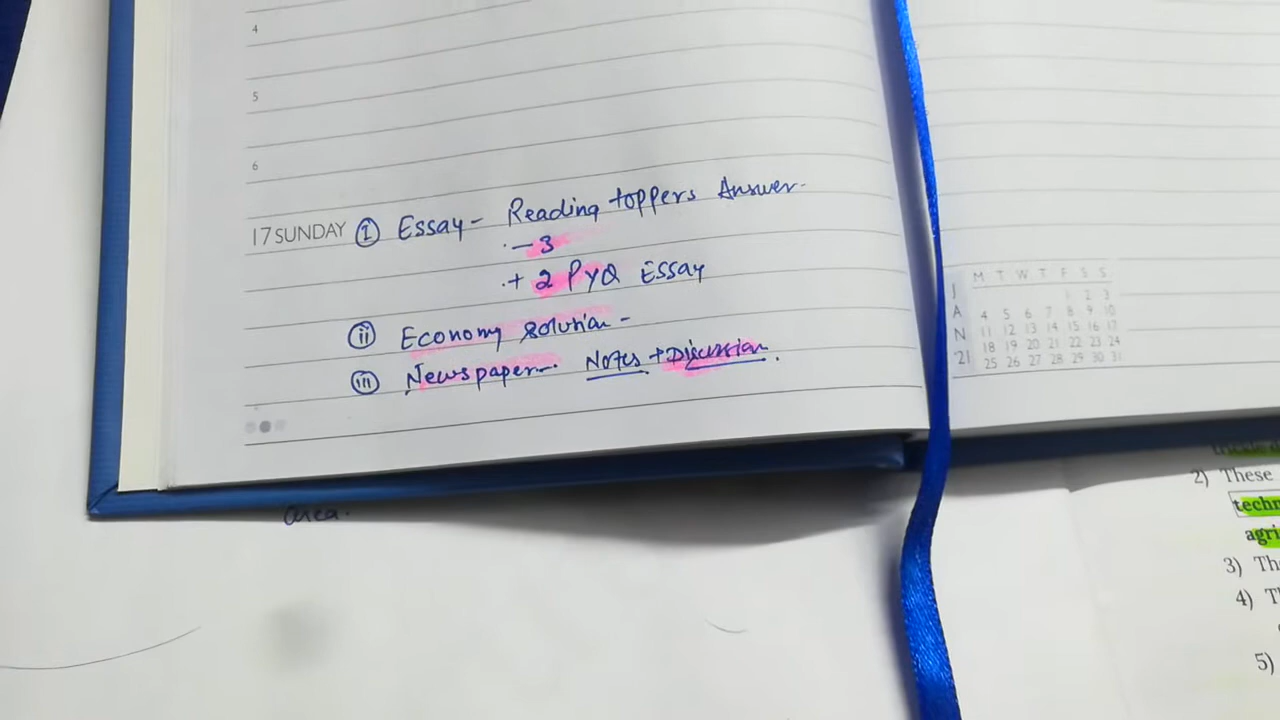 4
5
6
17 SUNDAY (i) Essay - Reading toppers Answer.
- 3
+ 2 PYQ Essay
(ii) Economy solution -
(iii) Newspaper. Notes + Discussion.
area.
M T W T F S S
J 1 2 3
A 4 5 6 7 8 9 10
N 11 12 13 14 15 16 17
18 19 20 21 22 23 24
'21 25 26 27 28 29 30 31
2) These
techn
agri
3) Th
4) T
5)